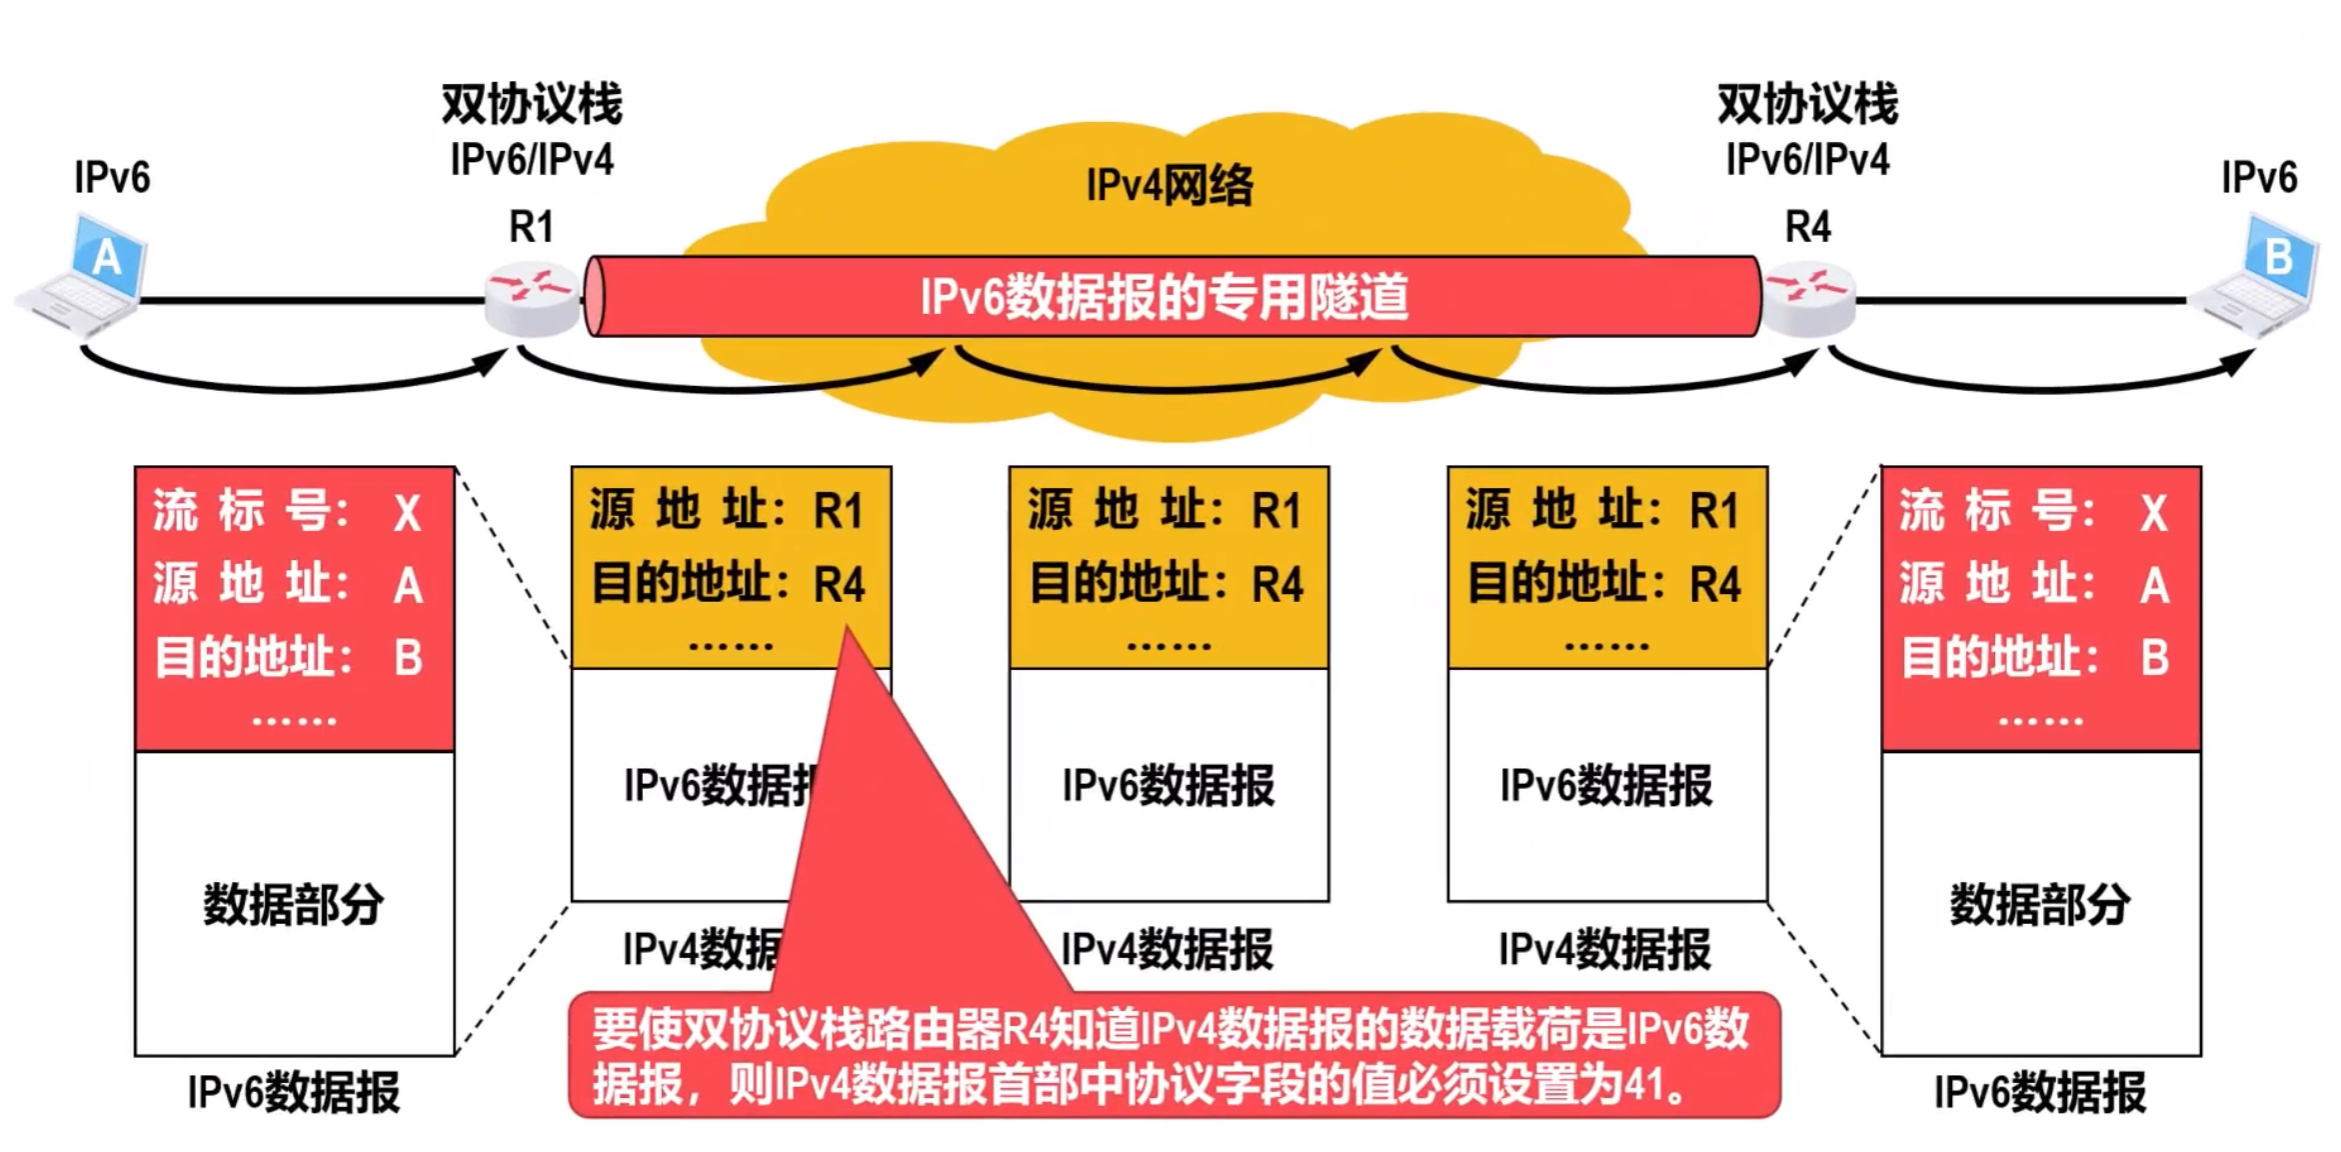 双协议栈
IPv6/IPv4
双协议栈
IPv6/IPv4
IPv6
IPv4网络
IPv6
R1
R4
A
IPv6数据报的专用隧道
B
流标号: X
源地址: A
目的地址: B
……
数据部分
IPv6数据报
源地址: R1
目的地址: R4
……
IPv6数据
IPv4数据
源地址: R1
目的地址: R4
……
IPv6数据报
IPv4数据报
源地址: R1
目的地址: R4
……
IPv6数据报
IPv4数据报
流标号: X
源地址: A
目的地址: B
……
数据部分
IPv6数据报
要使双协议栈路由器R4知道IPv4数据报的数据载荷是IPv6数
据报，则IPv4数据报首部中协议字段的值必须设置为41。